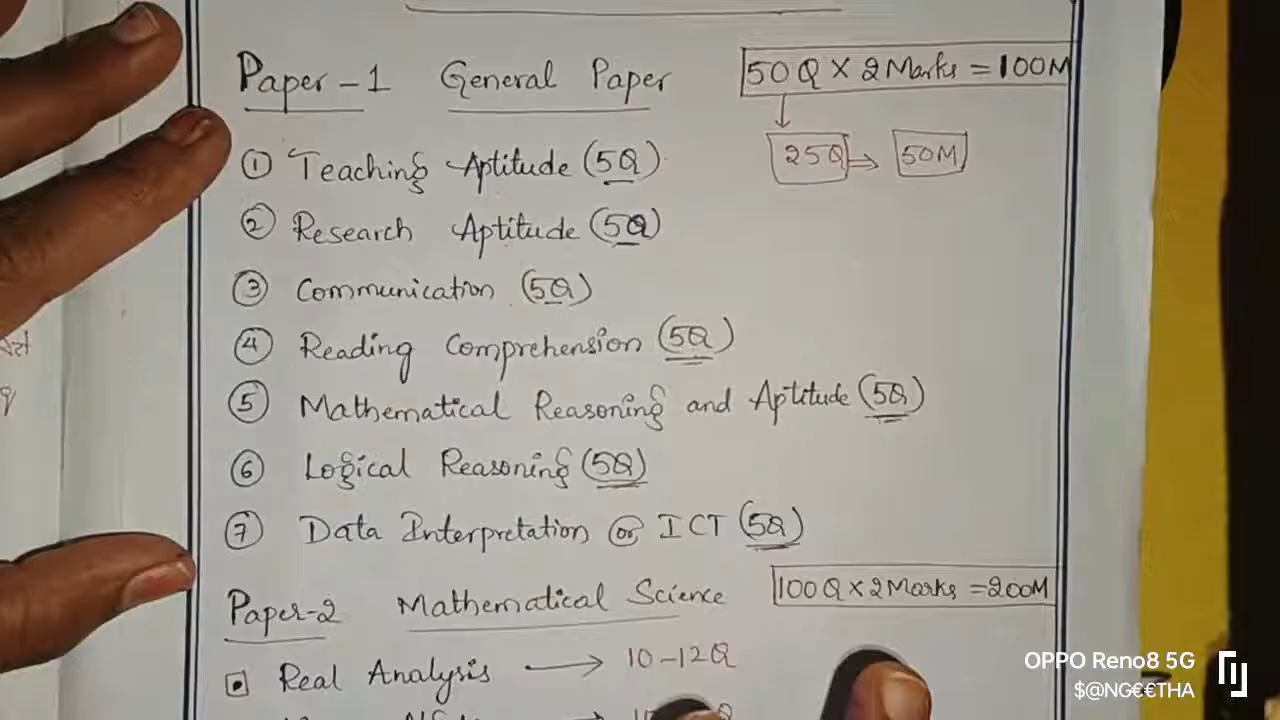 Paper-1 General Paper
50Q × 2 Marks = 100M
25Q → 50M
① Teaching Aptitude (5Q)
② Research Aptitude (5Q)
③ Communication (5Q)
④ Reading Comprehension (5Q)
⑤ Mathematical Reasoning and Aptitude (5Q)
⑥ Logical Reasoning (5Q)
⑦ Data Interpretation or ICT (5Q)
Paper-2 Mathematical Science
100Q × 2 Marks = 200M
Real Analysis → 10-12Q
OPPO Reno8 5G
$@NG€€THA